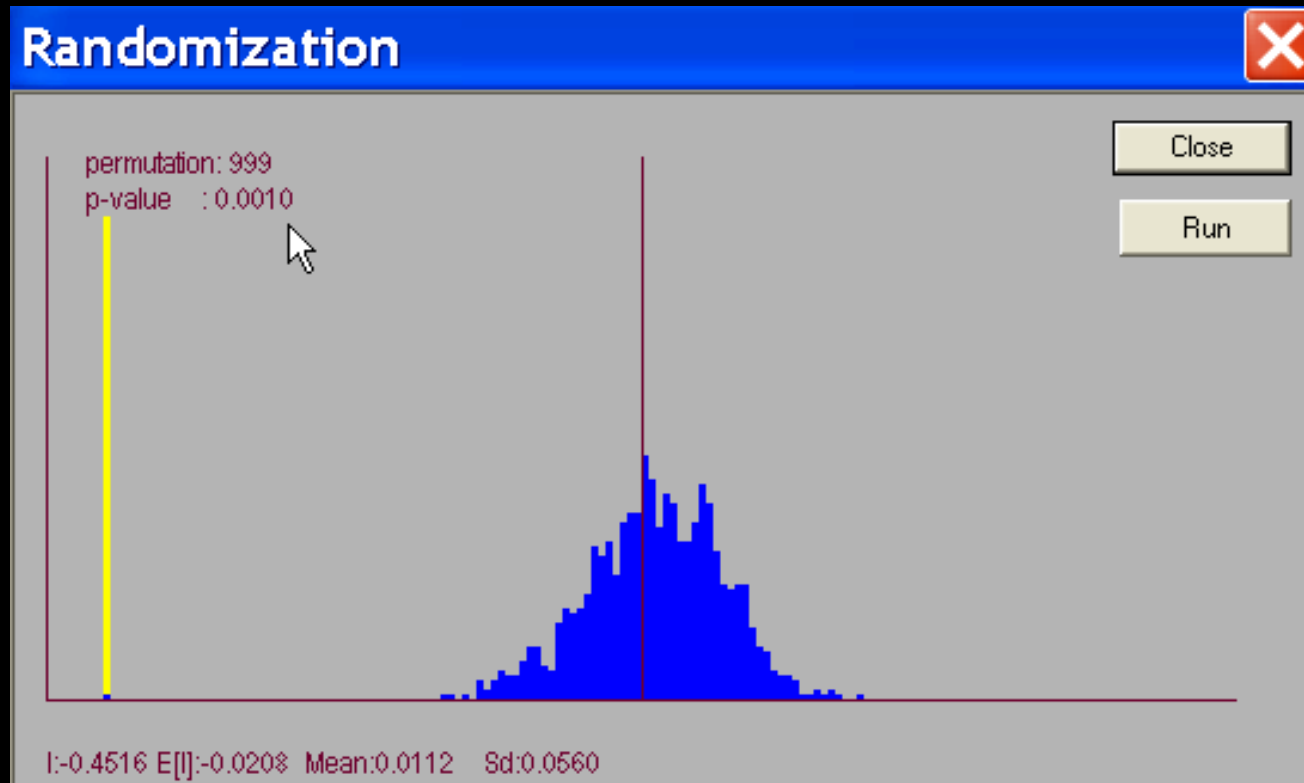 Randomization
permutation: 999
p-value : 0.0010
Close
Run
I:-0.4516 E[I]:-0.0208 Mean:0.0112 Sd:0.0560